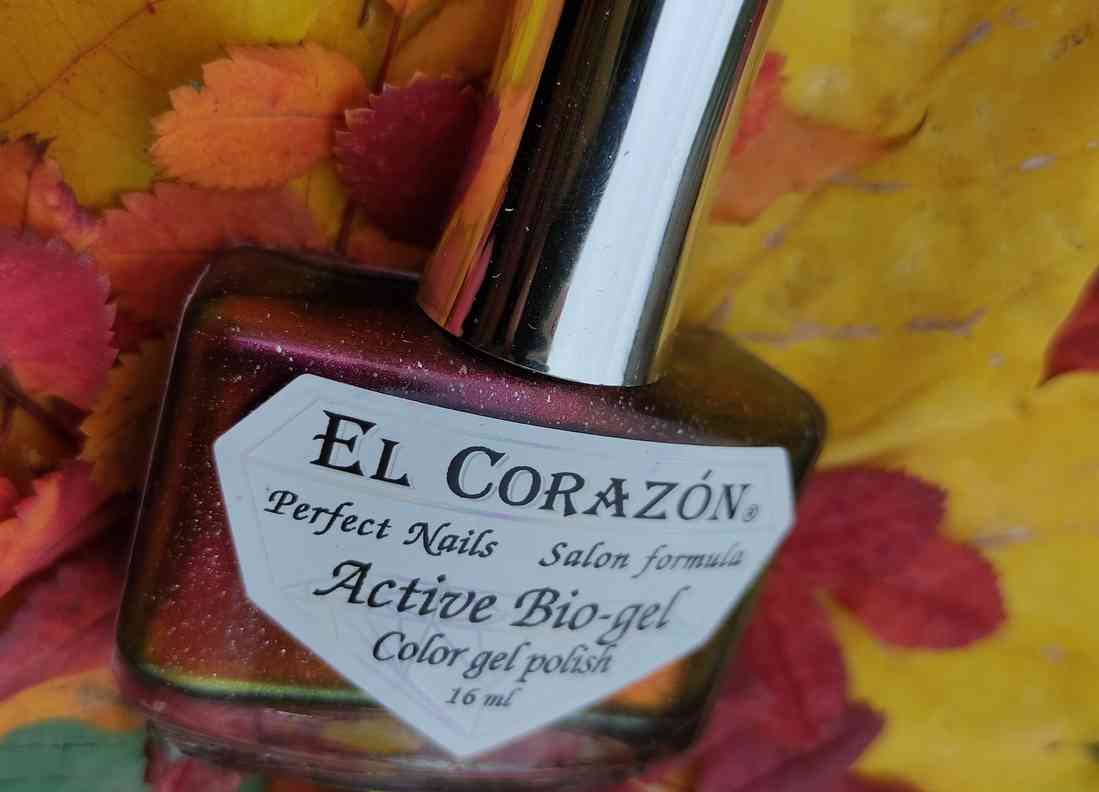 EL CORAZÓN®
Perfect Nails Salon formula
Active Bio-gel
Color gel polish
16 ml